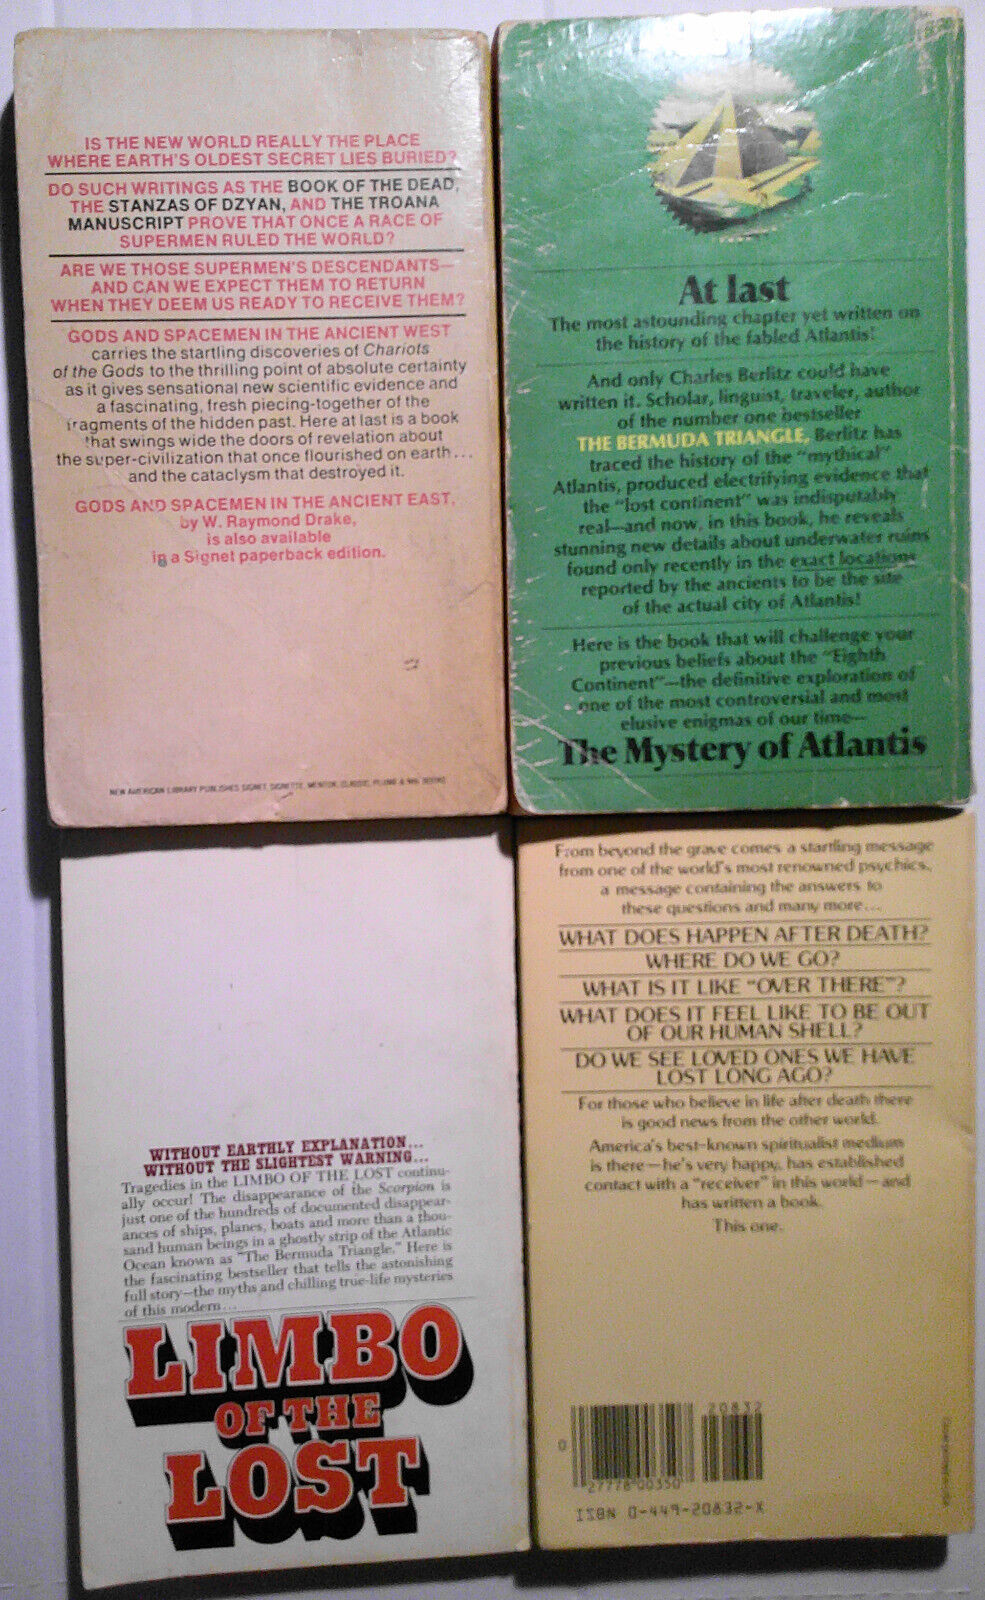 IS THE NEW WORLD REALLY THE PLACE
WHERE EARTH'S OLDEST SECRET LIES BURIED?
DO SUCH WRITINGS AS THE BOOK OF THE DEAD,
THE STANZAS OF DZYAN, AND THE TROANA
MANUSCRIPT PROVE THAT ONCE A RACE OF
SUPERMEN RULED THE WORLD?
ARE WE THOSE SUPERMEN'S DESCENDANTS—
AND CAN WE EXPECT THEM TO RETURN
WHEN THEY DEEM US READY TO RECEIVE THEM?
GODS AND SPACEMEN IN THE ANCIENT WEST
carries the startling discoveries of Chariots
of the Gods to the thrilling point of absolute certainty
as it gives sensational new scientific evidence and
a fascinating, fresh piecing-together of the
fragments of the hidden past. Here at last is a book
that swings wide the doors of revelation about
the super-civilization that once flourished on earth...
and the cataclysm that destroyed it.
GODS AND SPACEMEN IN THE ANCIENT EAST,
by W. Raymond Drake,
is also available
in a Signet paperback edition.
NEW AMERICAN LIBRARY PUBLISHES SIGNET, SIGNETTE, MENTOR, CLASSIC, PLUME & NAL BOOKS
At last
The most astounding chapter yet written on
the history of the fabled Atlantis!
And only Charles Berlitz could have
written it. Scholar, linguist, traveler, author
of the number one bestseller
THE BERMUDA TRIANGLE, Berlitz has
traced the history of the "mythical"
Atlantis, produced electrifying evidence that
the "lost continent" was indisputably
real—and now, in this book, he reveals
stunning new details about underwater ruins
found only recently in the exact locations
reported by the ancients to be the site
of the actual city of Atlantis!
Here is the book that will challenge your
previous beliefs about the "Eighth
Continent"—the definitive exploration of
one of the most controversial and most
elusive enigmas of our time—
The Mystery of Atlantis
WITHOUT EARTHLY EXPLANATION...
WITHOUT THE SLIGHTEST WARNING...
Tragedies in the LIMBO OF THE LOST continu-
ally occur! The disappearance of the Scorpion is
just one of the hundreds of documented disappear-
ances of ships, planes, boats and more than a thou-
sand human beings in a ghostly strip of the Atlantic
Ocean known as "The Bermuda Triangle." Here is
the fascinating bestseller that tells the astonishing
full story—the myths and chilling true-life mysteries
of this modern...
LIMBO
OF THE
LOST
From beyond the grave comes a startling message
from one of the world's most renowned psychics,
a message containing the answers to
these questions and many more...
WHAT DOES HAPPEN AFTER DEATH?
WHERE DO WE GO?
WHAT IS IT LIKE "OVER THERE"?
WHAT DOES IT FEEL LIKE TO BE OUT
OF OUR HUMAN SHELL?
DO WE SEE LOVED ONES WE HAVE
LOST LONG AGO?
For those who believe in life after death there
is good news from the other world.
America's best-known spiritualist medium
is there—he's very happy, has established
contact with a "receiver" in this world—and
has written a book.
This one.
20832
0
27778 00350
ISBN 0-449-20832-X